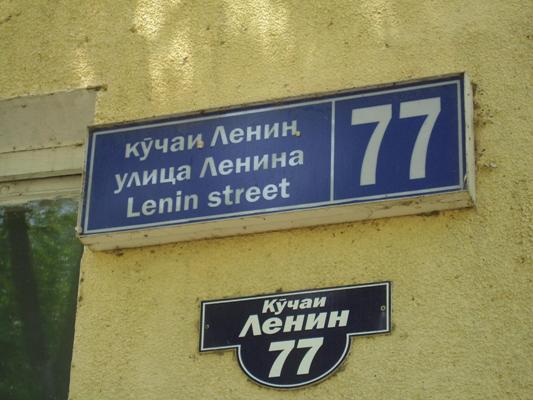 кӯчаи Ленин
улица Ленина
Lenin street
77
Кӯчаи
Ленин
77